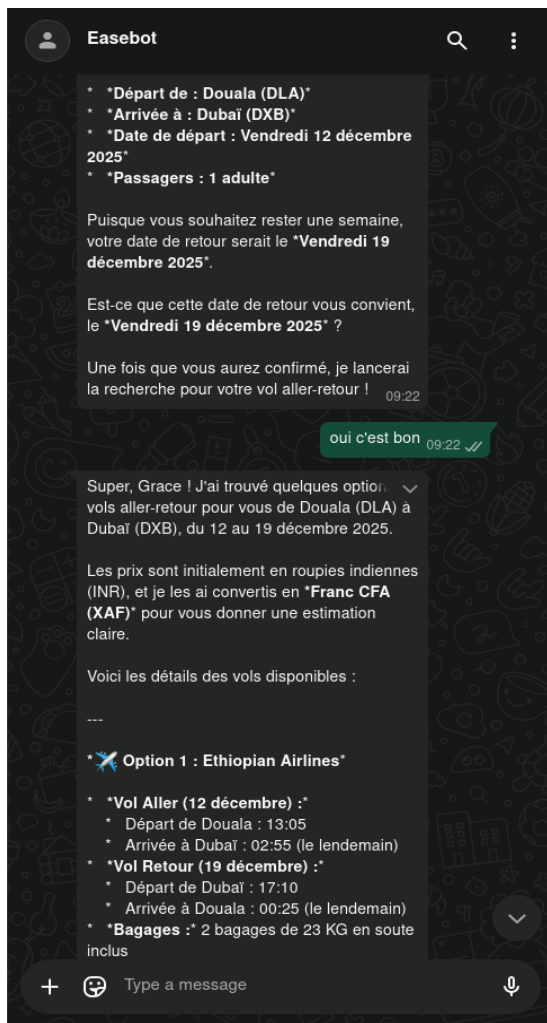 Easebot
* *Départ de : Douala (DLA)*
* *Arrivée à : Dubaï (DXB)*
* *Date de départ : Vendredi 12 décembre
2025*
* *Passagers : 1 adulte*
Puisque vous souhaitez rester une semaine,
votre date de retour serait le *Vendredi 19
décembre 2025*.
Est-ce que cette date de retour vous convient,
le *Vendredi 19 décembre 2025* ?
Une fois que vous aurez confirmé, je lancerai
la recherche pour votre vol aller-retour !
09:22
oui c'est bon 09:22
Super, Grace ! J'ai trouvé quelques option
vols aller-retour pour vous de Douala (DLA) à
Dubaï (DXB), du 12 au 19 décembre 2025.
Les prix sont initialement en roupies indiennes
(INR), et je les ai convertis en *Franc CFA
(XAF)* pour vous donner une estimation
claire.
Voici les détails des vols disponibles :
---
*✈️ Option 1 : Ethiopian Airlines*
* *Vol Aller (12 décembre) :*
* Départ de Douala : 13:05
* Arrivée à Dubaï : 02:55 (le lendemain)
* *Vol Retour (19 décembre) :*
* Départ de Dubaï : 17:10
* Arrivée à Douala : 00:25 (le lendemain)
* *Bagages :* 2 bagages de 23 KG en soute
inclus
Type a message